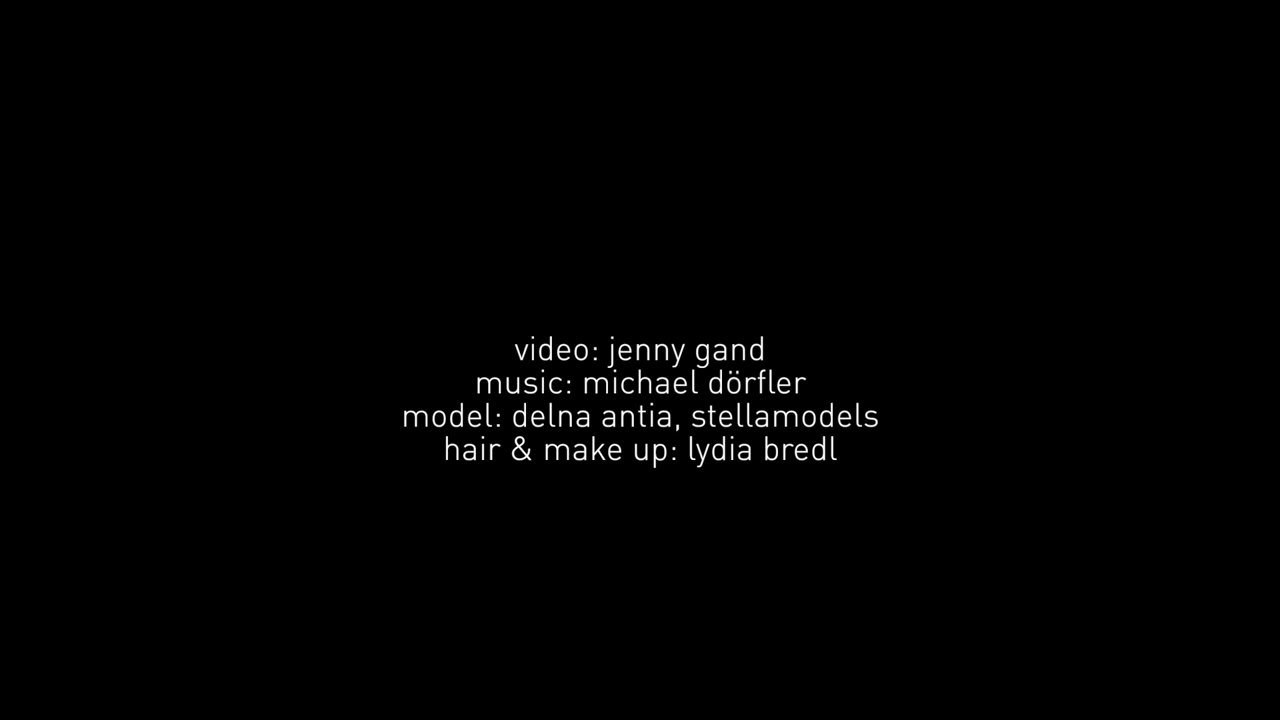 video: jenny gand
music: michael dörfler
model: delna antia, stellamodels
hair & make up: lydia bredl